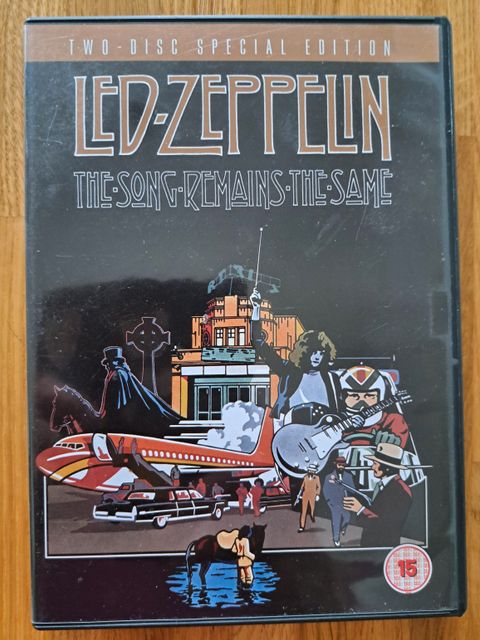 TWO-DISC SPECIAL EDITION
LED-ZEPPELIN
THE·SONG·REMAINS·THE·SAME
15